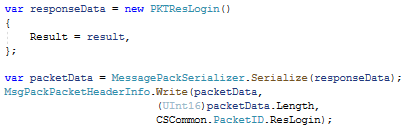 var responseData = new PKTResLogin()
{
    Result = result,
};

var packetData = MessagePackSerializer.Serialize(responseData);
MsgPackPacketHeaderInfo.Write(packetData,
                        (UInt16)packetData.Length,
                        CSCommon.PacketID.ResLogin);